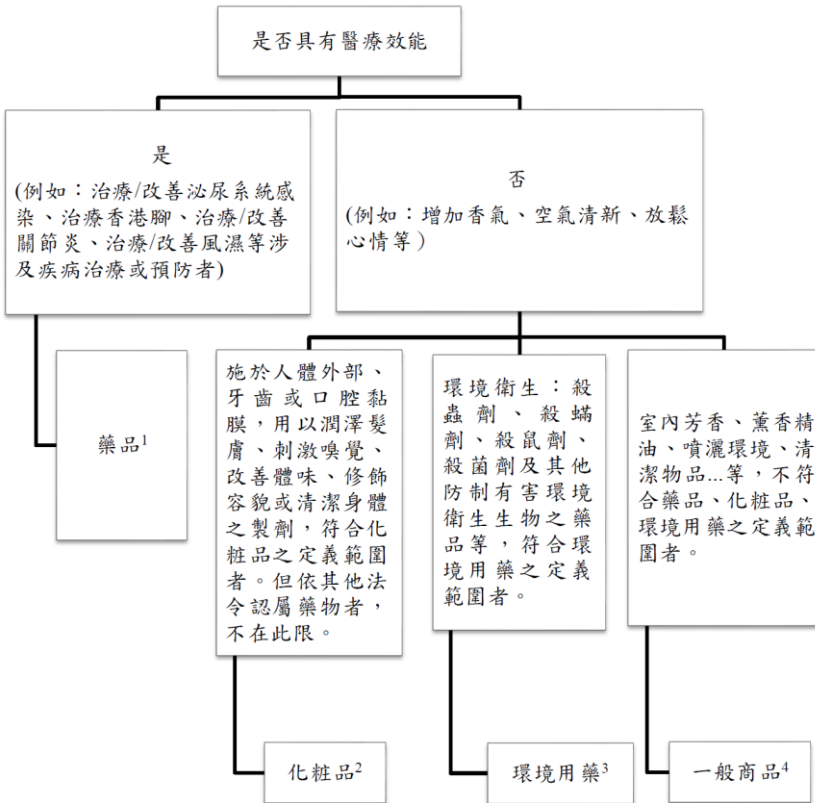 是否具有醫療效能
是
(例如：治療/改善泌尿系統感
染、治療香港腳、治療/改善
關節炎、治療/改善風濕等涉
及疾病治療或預防者)
否
(例如：增加香氣、空氣清新、放鬆
心情等）
藥品1
施於人體外部、
牙齒或口腔黏
膜，用以潤澤髮
膚、刺激嗅覺、
改善體味、修飾
容貌或清潔身體
之製劑，符合化
粧品之定義範圍
者。但依其他法
令認屬藥物者，
不在此限。
環境衛生：殺
蟲劑、殺蟎
劑、殺鼠劑、
殺菌劑及其他
防制有害環境
衛生生物之藥
品等，符合環
境用藥之定義
範圍者。
室內芳香、薰香精
油、噴灑環境、清
潔物品...等，不符
合藥品、化粧品、
環境用藥之定義範
圍者。
化粧品2
環境用藥3
一般商品4